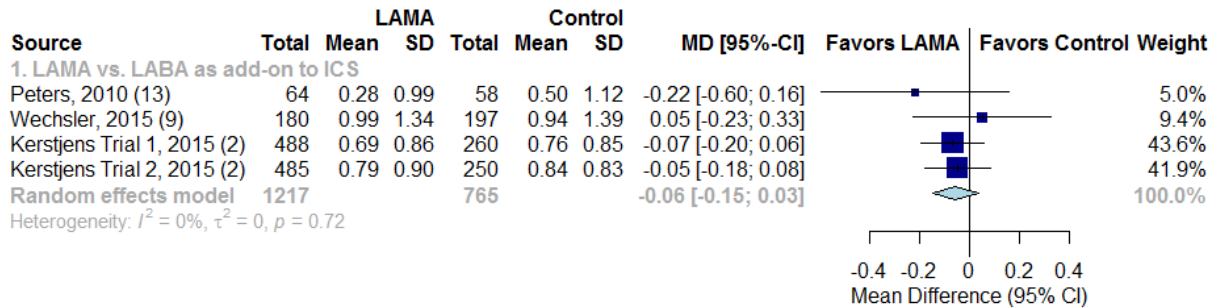 LAMA Control
Source Total Mean SD Total Mean SD MD [95%-CI] Favors LAMA Favors Control Weight
1. LAMA vs. LABA as add-on to ICS
Peters, 2010 (13) 64 0.28 0.99 58 0.50 1.12 -0.22 [-0.60; 0.16] 5.0%
Wechsler, 2015 (9) 180 0.99 1.34 197 0.94 1.39 0.05 [-0.23; 0.33] 9.4%
Kerstjens Trial 1, 2015 (2) 488 0.69 0.86 260 0.76 0.85 -0.07 [-0.20; 0.06] 43.6%
Kerstjens Trial 2, 2015 (2) 485 0.79 0.90 250 0.84 0.83 -0.05 [-0.18; 0.08] 41.9%
Random effects model 1217 765 -0.06 [-0.15; 0.03] 100.0%
Heterogeneity: I² = 0%, τ² = 0, p = 0.72
-0.4 -0.2 0 0.2 0.4
Mean Difference (95% CI)